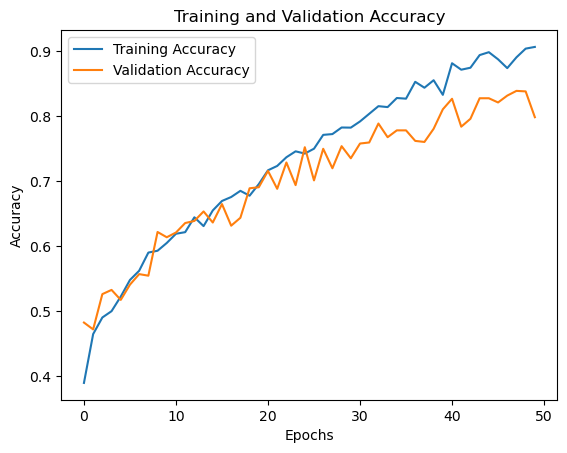 Training and Validation Accuracy
Training Accuracy
Validation Accuracy
0.9
0.8
0.7
0.6
0.5
0.4
Accuracy
0 10 20 30 40 50
Epochs